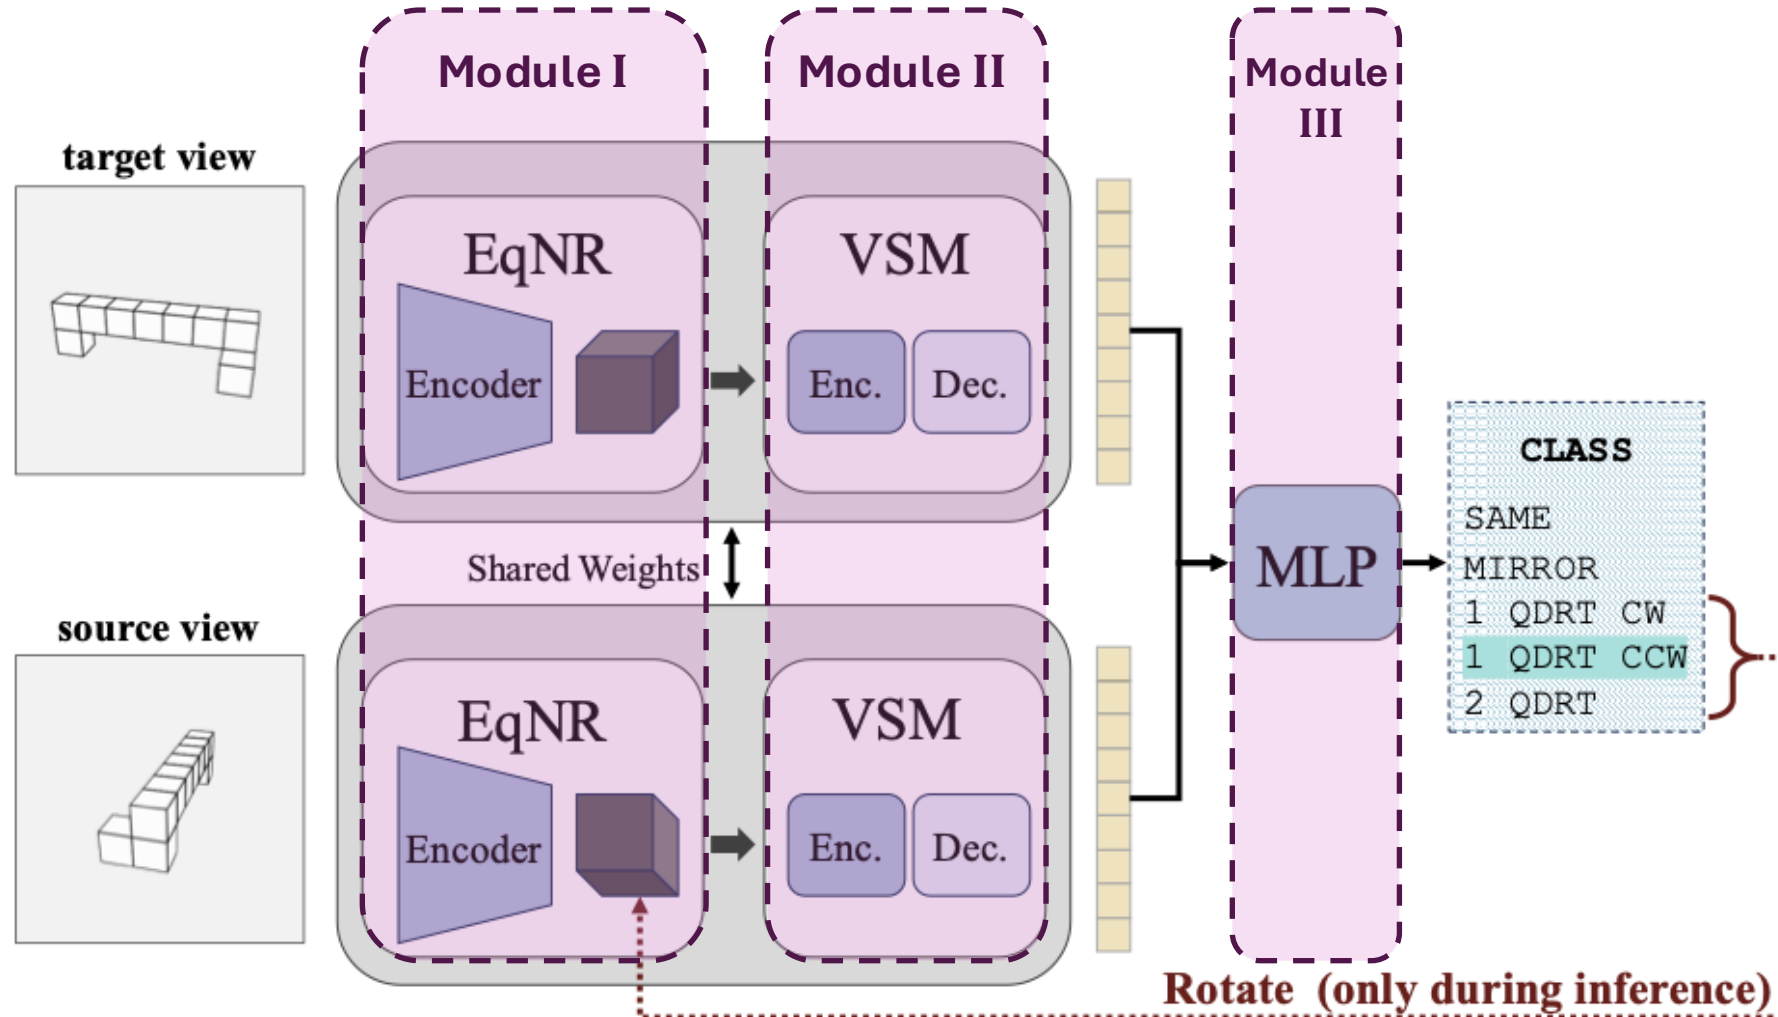 Module I
Module II
Module
III
target view
EqNR
Encoder
VSM
Enc.
Dec.
Shared Weights
source view
EqNR
Encoder
VSM
Enc.
Dec.
MLP
CLASS
SAME
MIRROR
1 QDRT CW
1 QDRT CCW
2 QDRT
Rotate (only during inference)